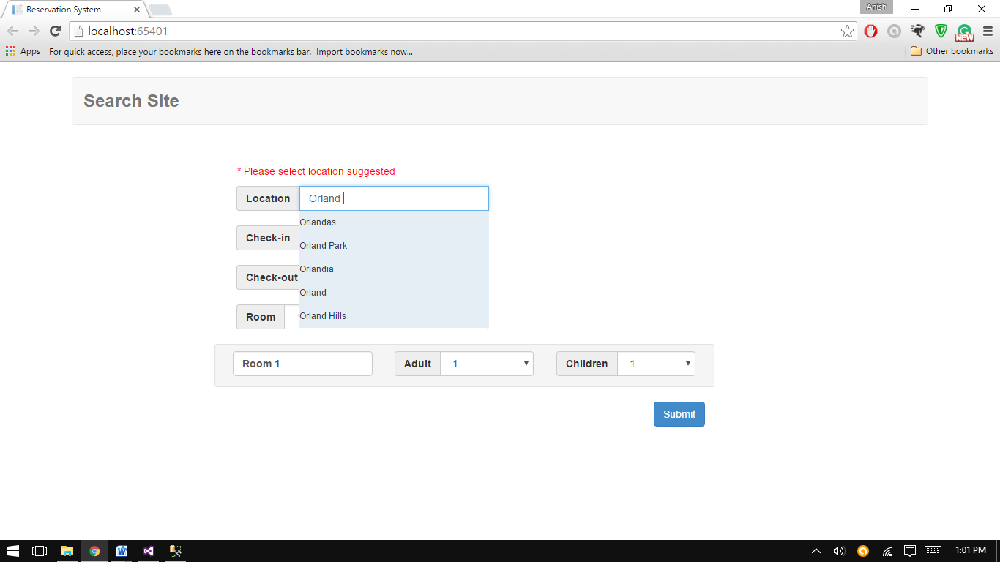 Reservation System
Anish
localhost:65401
NEW
Apps For quick access, place your bookmarks here on the bookmarks bar. Import bookmarks now... Other bookmarks
Search Site
* Please select location suggested
Location Orland
Orlandas
Check-in
Orland Park
Orlandia
Check-out
Orland
Room
Orland Hills
Room 1 Adult 1 Children 1
Submit
1:01 PM